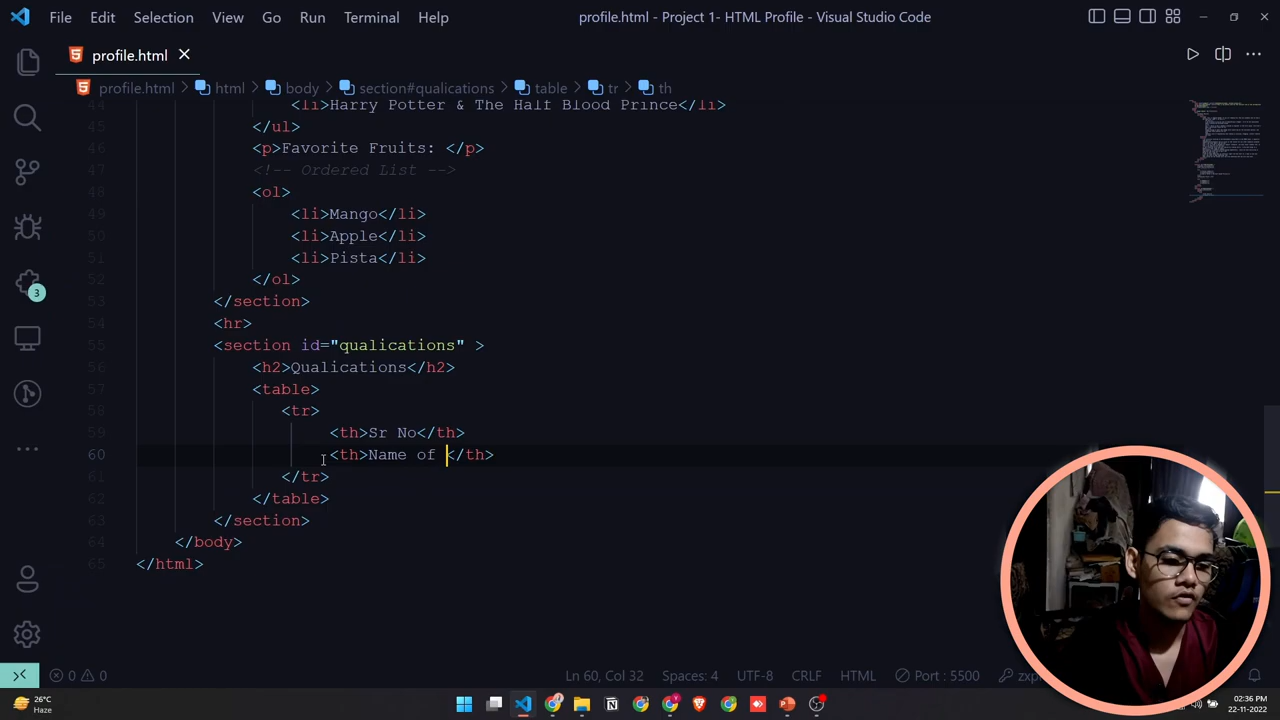 File Edit Selection View Go Run Terminal Help
profile.html - Project 1- HTML Profile - Visual Studio Code
profile.html
profile.html > html > body > section#qualications > table > tr > th
44 <li>Harry Potter & The Half Blood Prince</li>
45 </ul>
46 <p>Favorite Fruits: </p>
47 <!-- Ordered List -->
48 <ol>
49 <li>Mango</li>
50 <li>Apple</li>
51 <li>Pista</li>
52 </ol>
53 </section>
54 <hr>
55 <section id="qualications" >
56 <h2>Qualications</h2>
57 <table>
58 <tr>
59 <th>Sr No</th>
60 <th>Name of </th>
61 </tr>
62 </table>
63 </section>
64 </body>
65 </html>
3
0 0 Ln 60, Col 32 Spaces: 4 UTF-8 CRLF HTML Port : 5500
26°C
Haze
02:36 PM
22-11-2022